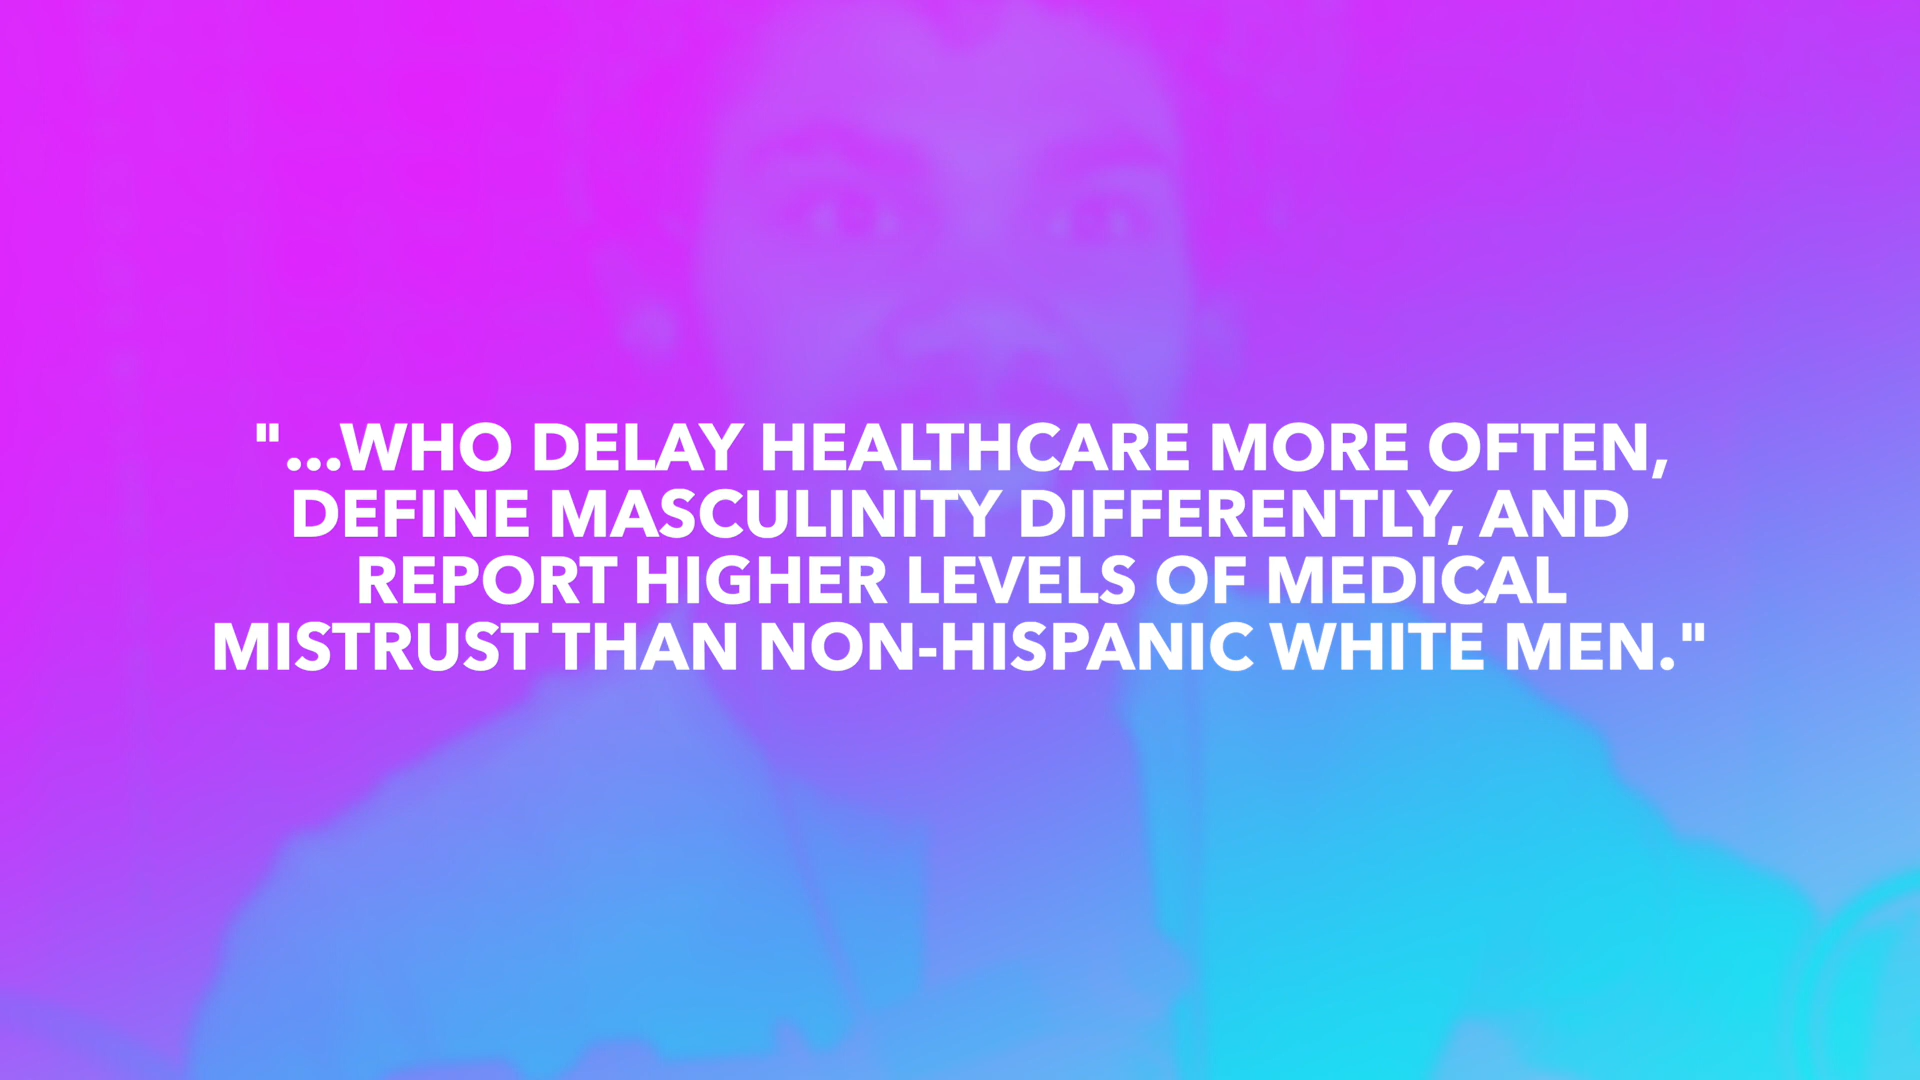 "...WHO DELAY HEALTHCARE MORE OFTEN,
DEFINE MASCULINITY DIFFERENTLY, AND
REPORT HIGHER LEVELS OF MEDICAL
MISTRUST THAN NON-HISPANIC WHITE MEN."